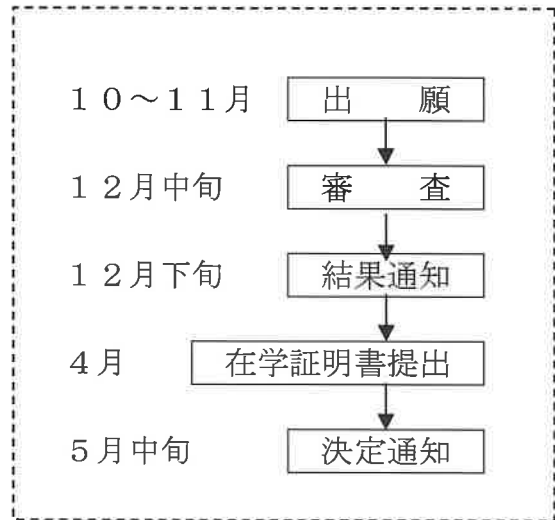 １０～１１月 出　　願
１２月中旬 審　　査
１２月下旬 結果通知
４月 在学証明書提出
５月中旬 決定通知